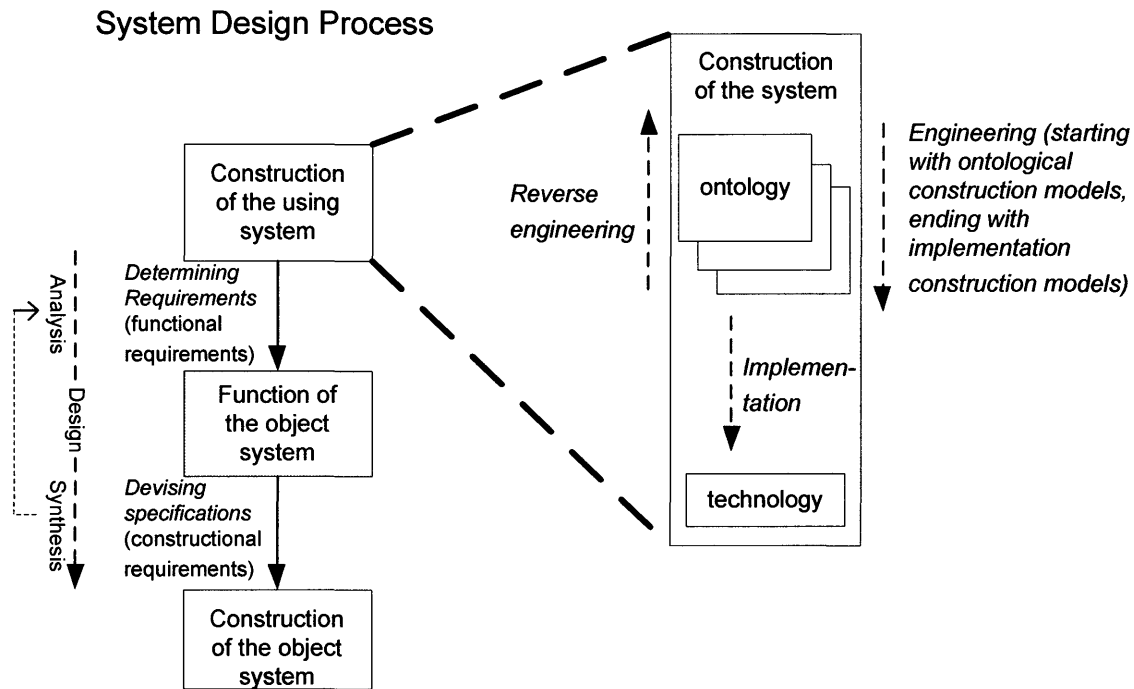 System Design Process
Construction
of the using
system
Determining
Requirements
(functional
requirements)
Function of
the object
system
Devising
specifications
(constructional
requirements)
Construction
of the object
system
Analysis
Design
Synthesis
Construction
of the system
ontology
Reverse
engineering
Engineering (starting
with ontological
construction models,
ending with
implementation
construction models)
Implemen-
tation
technology